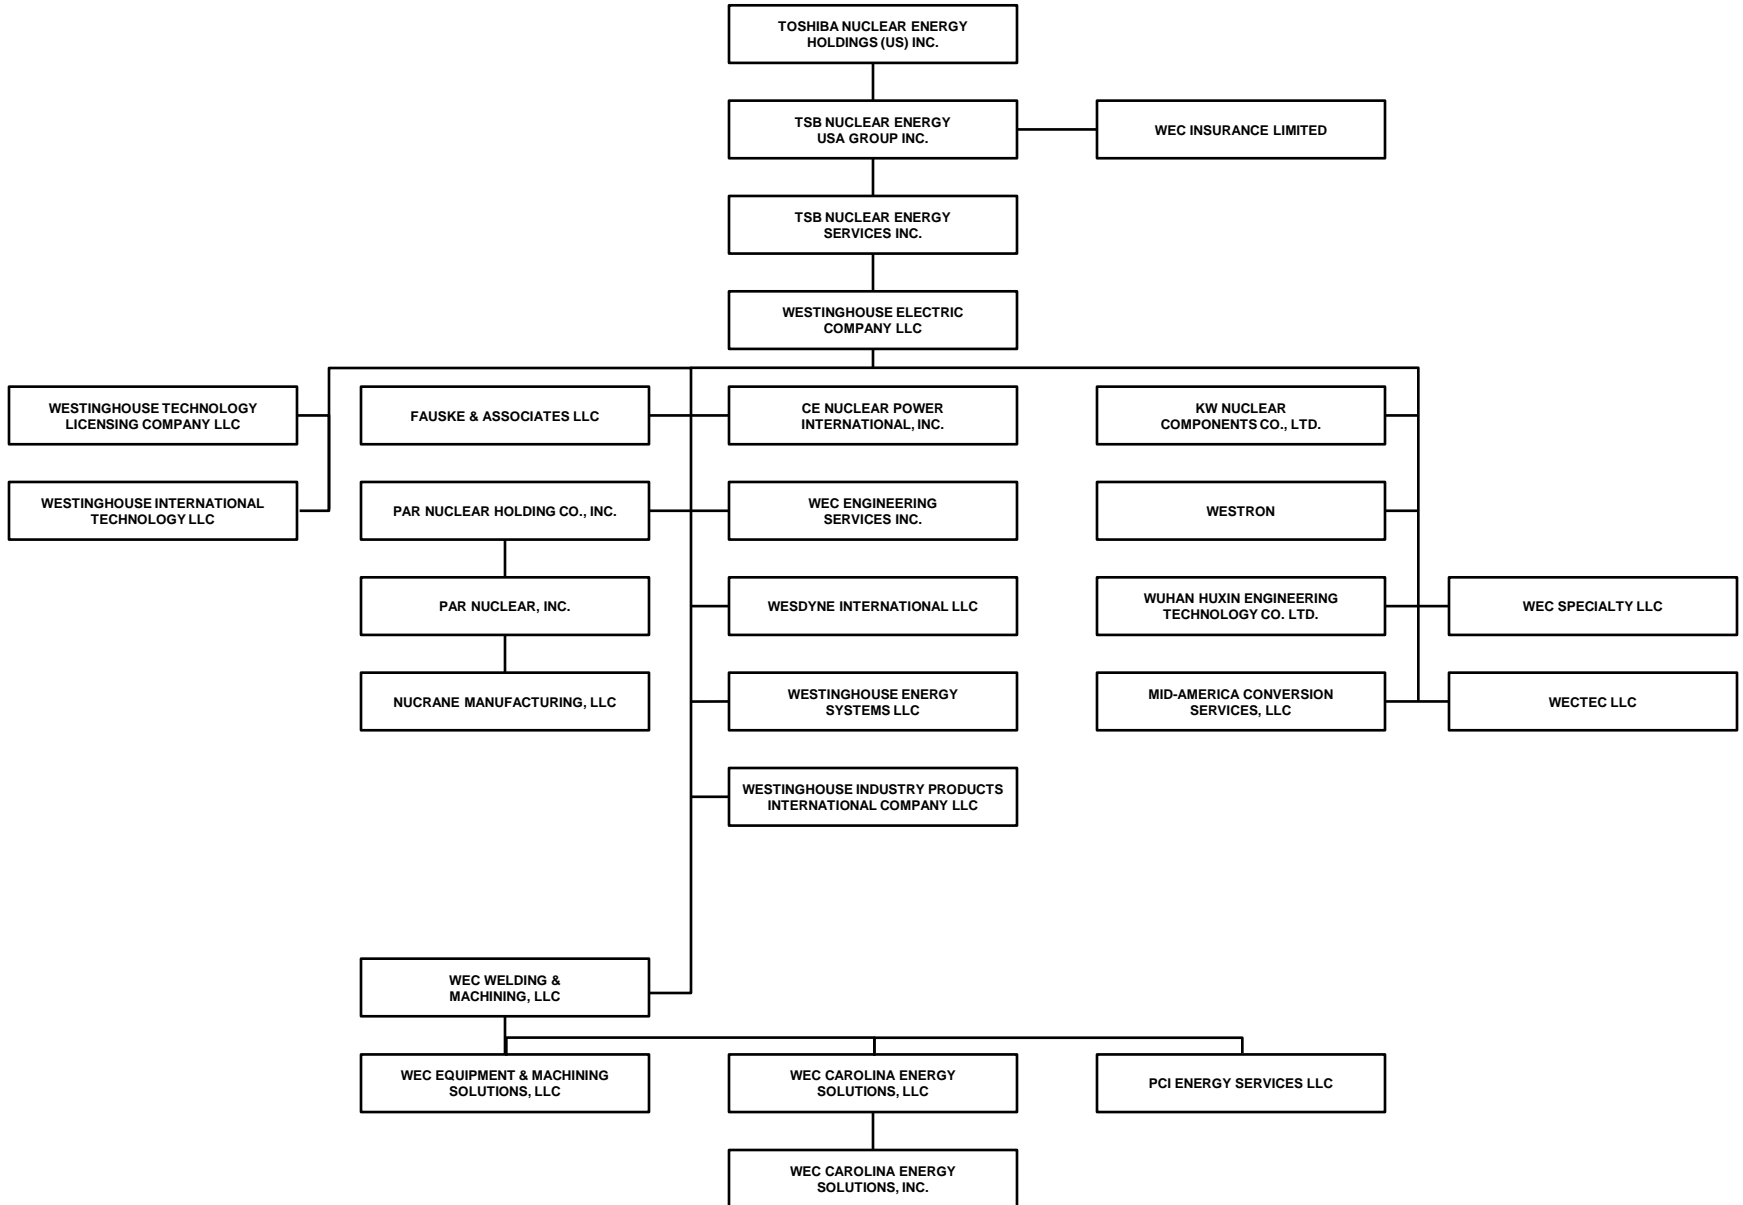 TOSHIBA NUCLEAR ENERGY
HOLDINGS (US) INC.
TSB NUCLEAR ENERGY
USA GROUP INC.
WEC INSURANCE LIMITED
TSB NUCLEAR ENERGY
SERVICES INC.
WESTINGHOUSE ELECTRIC
COMPANY LLC
WESTINGHOUSE TECHNOLOGY
LICENSING COMPANY LLC
FAUSKE & ASSOCIATES LLC
CE NUCLEAR POWER
INTERNATIONAL, INC.
KW NUCLEAR
COMPONENTS CO., LTD.
WESTINGHOUSE INTERNATIONAL
TECHNOLOGY LLC
PAR NUCLEAR HOLDING CO., INC.
WEC ENGINEERING
SERVICES INC.
WESTRON
PAR NUCLEAR, INC.
WESDYNE INTERNATIONAL LLC
WUHAN HUXIN ENGINEERING
TECHNOLOGY CO. LTD.
WEC SPECIALTY LLC
NUCRANE MANUFACTURING, LLC
WESTINGHOUSE ENERGY
SYSTEMS LLC
MID-AMERICA CONVERSION
SERVICES, LLC
WECTEC LLC
WESTINGHOUSE INDUSTRY PRODUCTS
INTERNATIONAL COMPANY LLC
WEC WELDING &
MACHINING, LLC
WEC EQUIPMENT & MACHINING
SOLUTIONS, LLC
WEC CAROLINA ENERGY
SOLUTIONS, LLC
PCI ENERGY SERVICES LLC
WEC CAROLINA ENERGY
SOLUTIONS, INC.